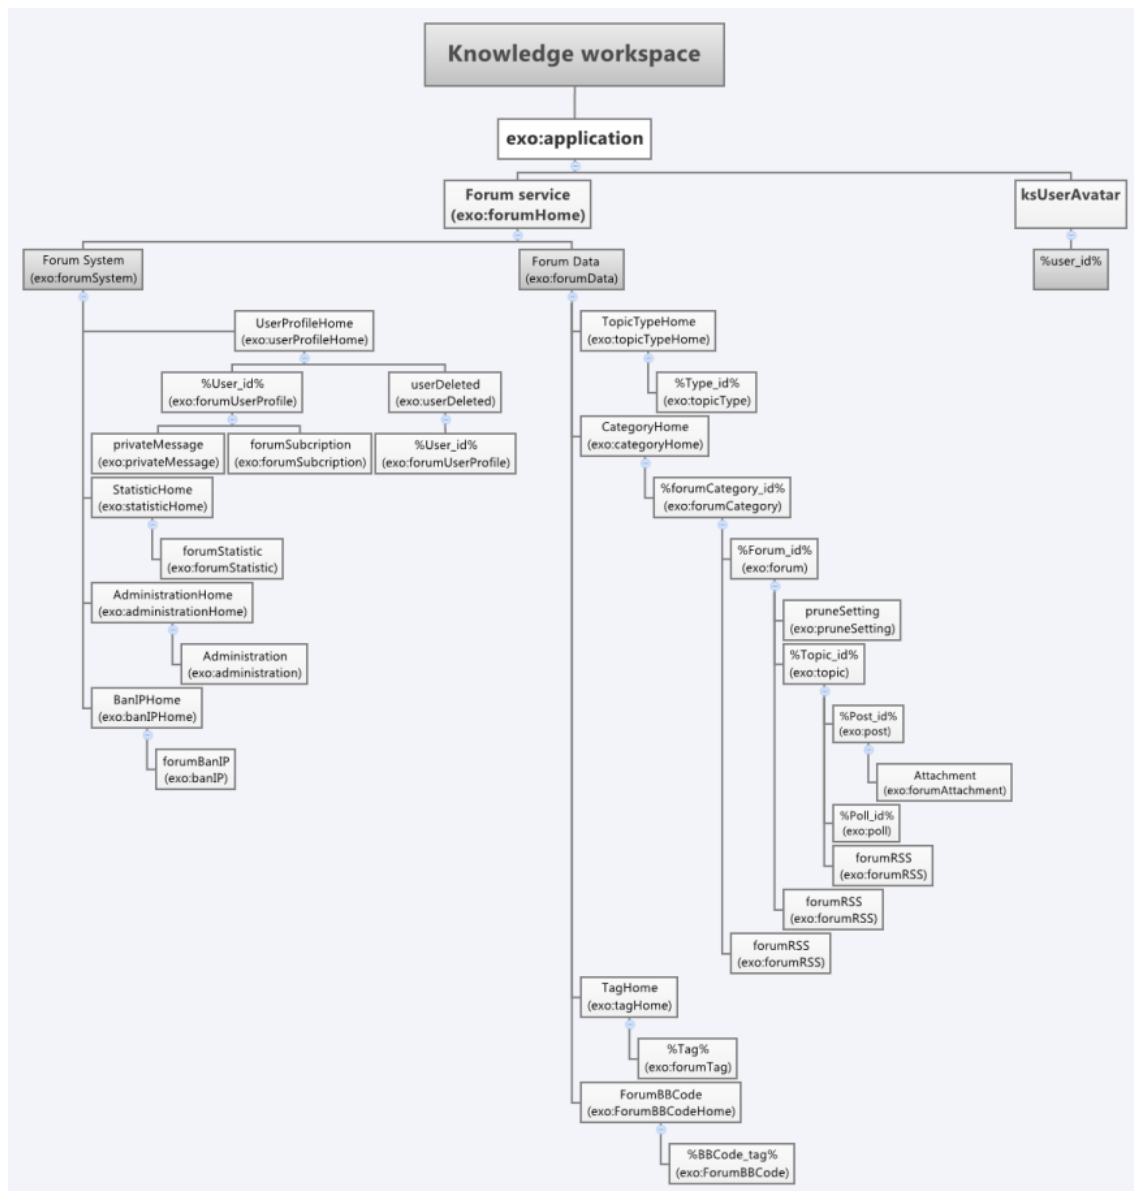 Knowledge workspace
exo:application
Forum service
(exo:forumHome)
ksUserAvatar
%user_id%
Forum System
(exo:forumSystem)
Forum Data
(exo:forumData)
UserProfileHome
(exo:userProfileHome)
%User_id%
(exo:forumUserProfile)
userDeleted
(exo:userDeleted)
privateMessage
(exo:privateMessage)
forumSubcription
(exo:forumSubcription)
%User_id%
(exo:forumUserProfile)
StatisticHome
(exo:statisticHome)
forumStatistic
(exo:forumStatistic)
AdministrationHome
(exo:administrationHome)
Administration
(exo:administration)
BanIPHome
(exo:banIPHome)
forumBanIP
(exo:banIP)
TopicTypeHome
(exo:topicTypeHome)
%Type_id%
(exo:topicType)
CategoryHome
(exo:categoryHome)
%forumCategory_id%
(exo:forumCategory)
%Forum_id%
(exo:forum)
pruneSetting
(exo:pruneSetting)
%Topic_id%
(exo:topic)
%Post_id%
(exo:post)
Attachment
(exo:forumAttachment)
%Poll_id%
(exo:poll)
forumRSS
(exo:forumRSS)
forumRSS
(exo:forumRSS)
forumRSS
(exo:forumRSS)
TagHome
(exo:tagHome)
%Tag%
(exo:forumTag)
ForumBBCode
(exo:ForumBBCodeHome)
%BBCode_tag%
(exo:ForumBBCode)